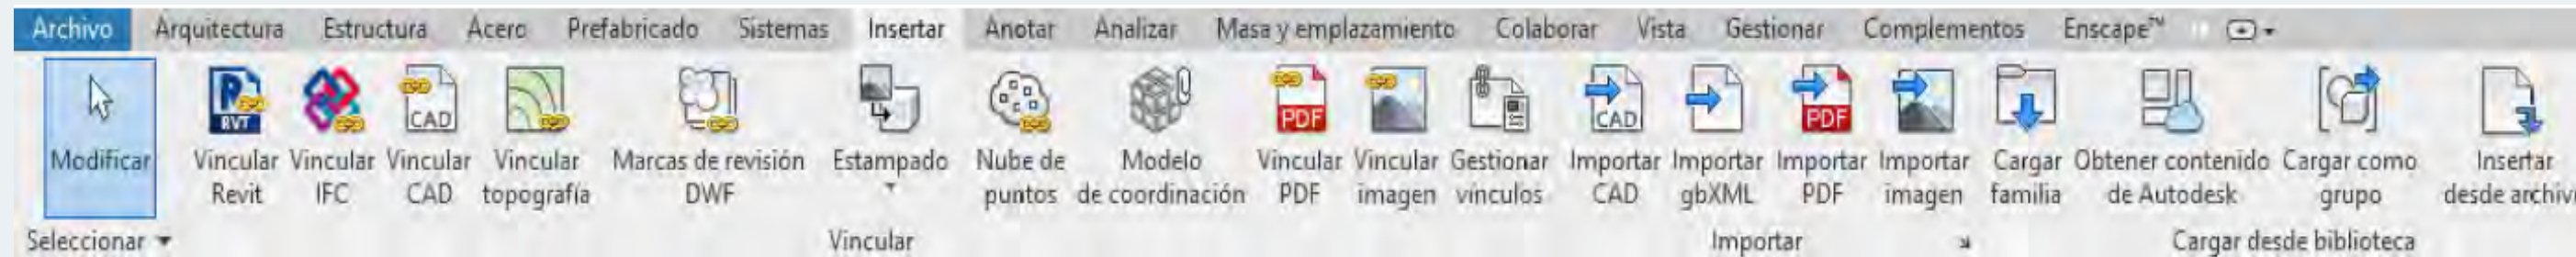 Archivo Arquitectura Estructura Acero Prefabricado Sistemas Insertar Anotar Analizar Masa y emplazamiento Colaborar Vista Gestionar Complementos Enscape™
RVT CAD PDF CAD PDF
Modificar Vincular Vincular Vincular Vincular Marcas de revisión Estampado Nube de Modelo Vincular Vincular Gestionar Importar Importar Importar Importar Cargar Obtener contenido Cargar como Insertar
Revit IFC CAD topografía DWF puntos de coordinación PDF imagen vínculos CAD gbXML PDF imagen familia de Autodesk grupo desde
Seleccionar Vincular Importar Cargar desde biblioteca